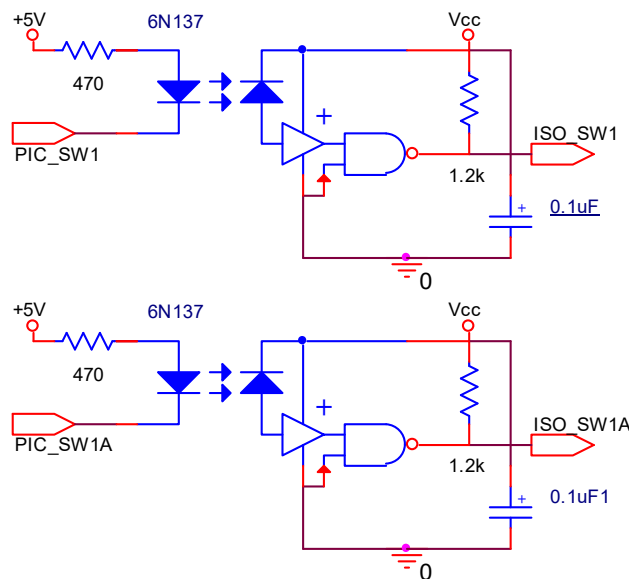 +5V
6N137
Vcc
470
+
PIC_SW1
ISO_SW1
1.2k
+
0.1uF
0
+5V
6N137
Vcc
470
+
PIC_SW1A
ISO_SW1A
1.2k
+
0.1uF1
0